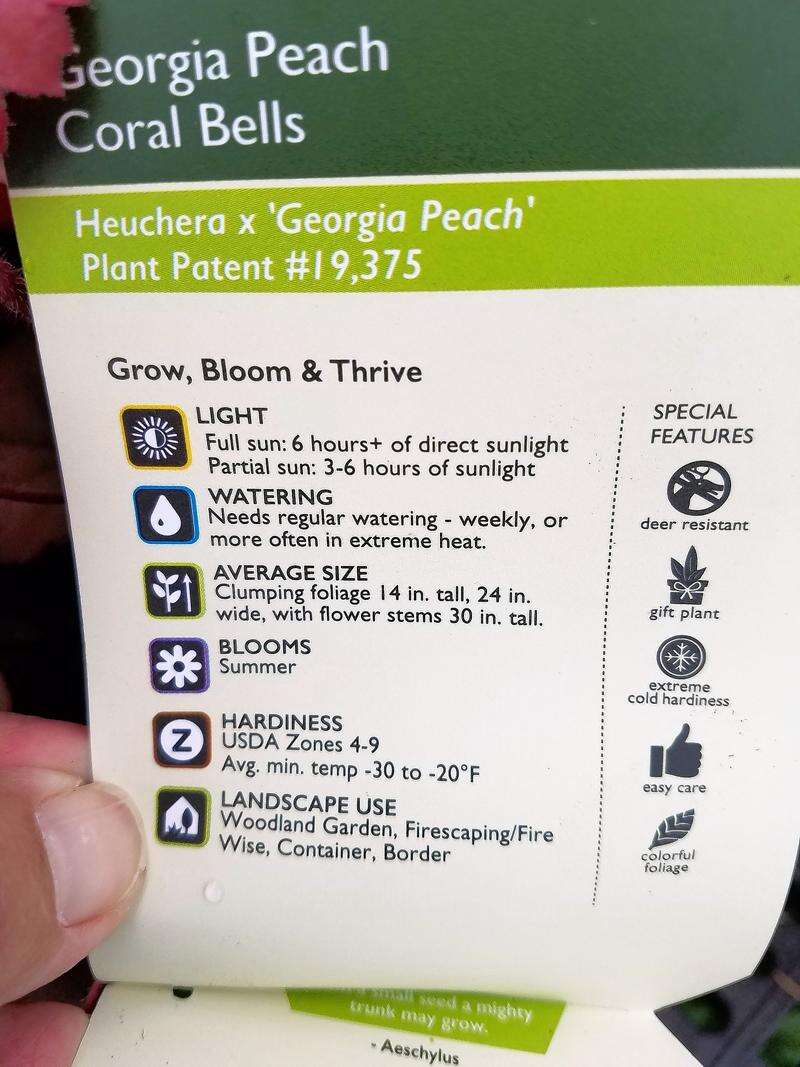 Georgia Peach
Coral Bells
Heuchera x 'Georgia Peach'
Plant Patent #19,375
Grow, Bloom & Thrive
LIGHT
Full sun: 6 hours+ of direct sunlight
Partial sun: 3-6 hours of sunlight
WATERING
Needs regular watering - weekly, or
more often in extreme heat.
AVERAGE SIZE
Clumping foliage 14 in. tall, 24 in.
wide, with flower stems 30 in. tall.
BLOOMS
Summer
Z
HARDINESS
USDA Zones 4-9
Avg. min. temp -30 to -20°F
LANDSCAPE USE
Woodland Garden, Firescaping/Fire
Wise, Container, Border
SPECIAL
FEATURES
deer resistant
gift plant
extreme
cold hardiness
easy care
colorful
foliage
small seed a mighty
trunk may grow.
- Aeschylus